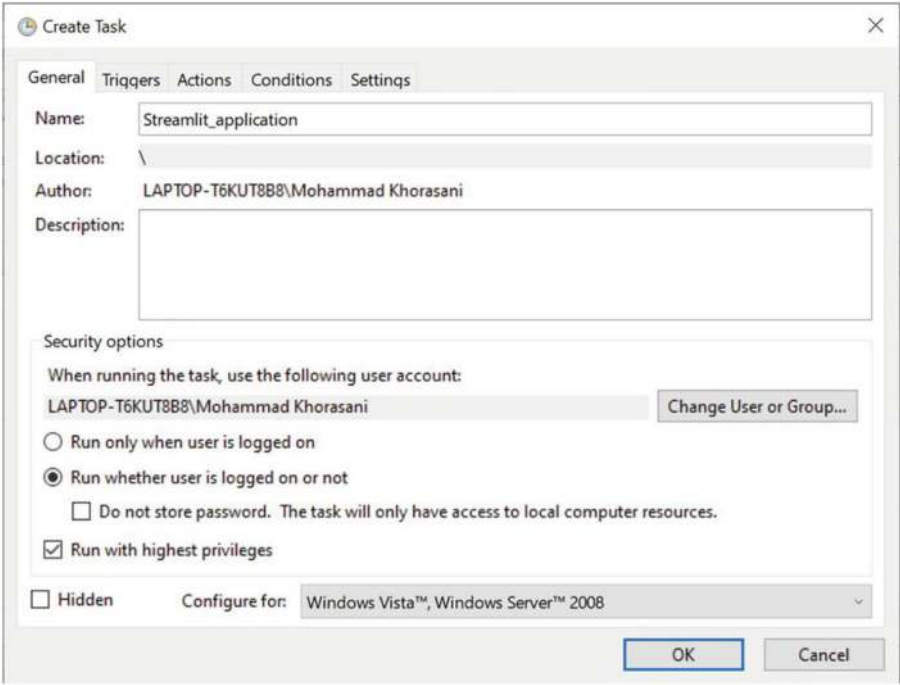 Create Task
General Triggers Actions Conditions Settings
Name: Streamlit_application
Location: \
Author: LAPTOP-T6KUT8B8\Mohammad Khorasani
Description:
Security options
When running the task, use the following user account:
LAPTOP-T6KUT8B8\Mohammad Khorasani Change User or Group...
Run only when user is logged on
Run whether user is logged on or not
Do not store password. The task will only have access to local computer resources.
Run with highest privileges
Hidden Configure for: Windows Vista™, Windows Server™ 2008
OK Cancel